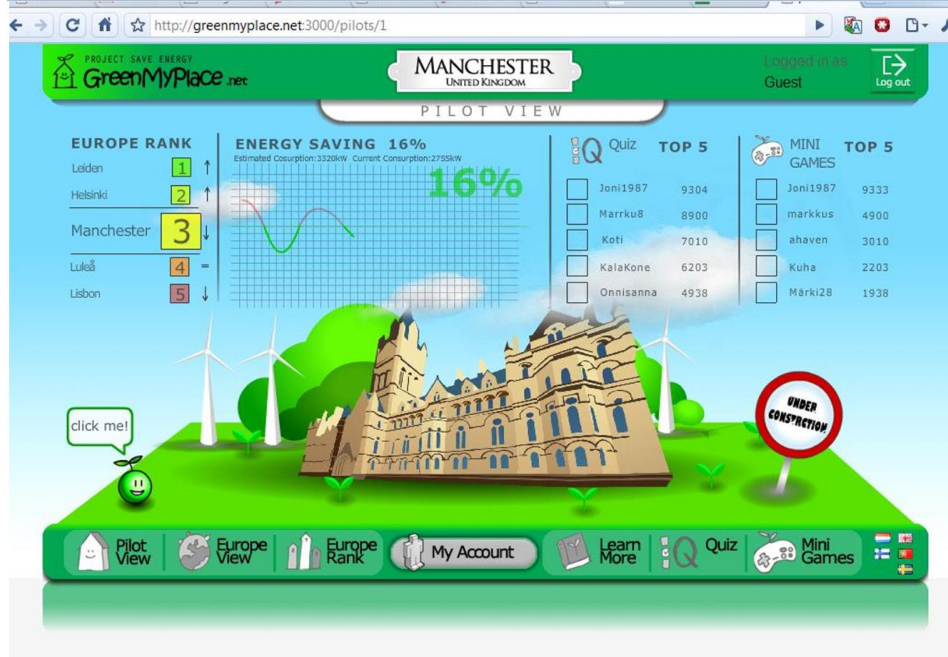 http://greenmyplace.net:3000/pilots/1
PROJECT SAVE ENERGY
GreenMyPlace.net
MANCHESTER
UNITED KINGDOM
Logged in as
Guest
Log out
PILOT VIEW
EUROPE RANK
Leiden 1
Helsinki 2
Manchester 3
Luleå 4 =
Lisbon 5
ENERGY SAVING 16%
Estimated Cosurption:3320kW Current Consurption:2755kW
16%
Quiz TOP 5
Joni1987 9304
Marrku8 8900
Koti 7010
KalaKone 6203
Onnisanna 4938
MINI GAMES TOP 5
Joni1987 9333
markkus 4900
ahaven 3010
Kuha 2203
Märki28 1938
click me!
UNDER
CONSTRCTION
Pilot View
Europe View
Europe Rank
My Account
Learn More
Quiz
Mini Games